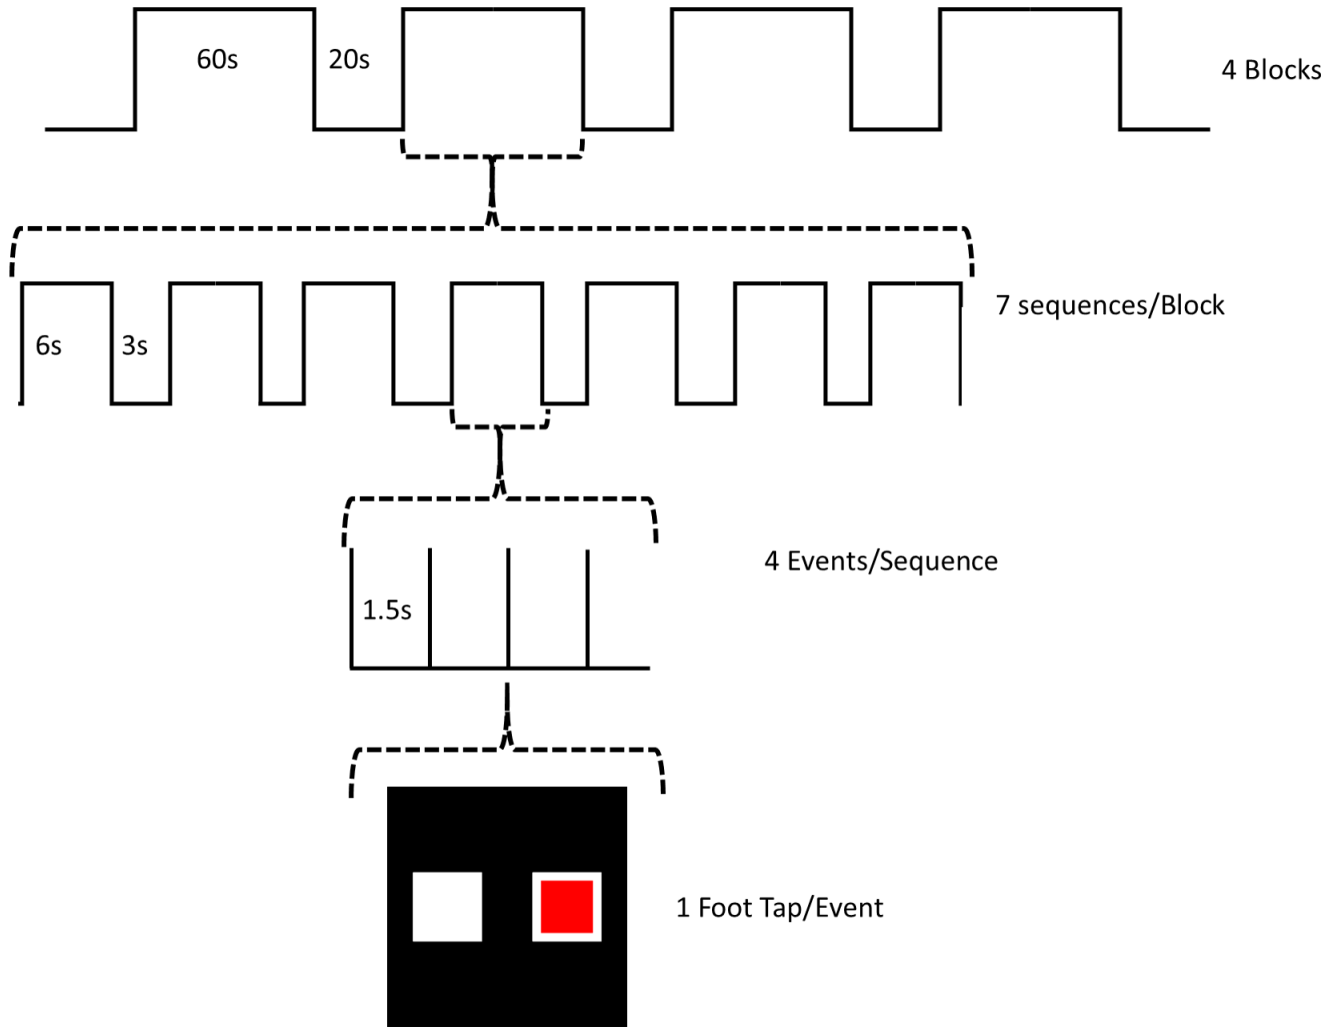 60s
20s
4 Blocks
6s
3s
7 sequences/Block
4 Events/Sequence
1.5s
1 Foot Tap/Event